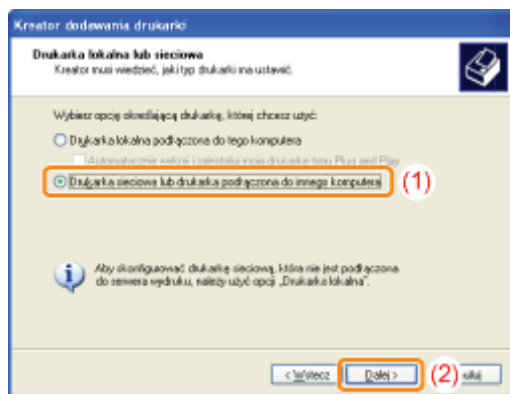 Kreator dodawania drukarki
Drukarka lokalna lub sieciowa
Kreator musi wiedzieć, jaki typ drukarki ma ustawić.
Wybierz opcję określającą drukarkę, której chcesz użyć:
Drukarka lokalna podłączona do tego komputera
Automatycznie wykryj i zainstaluj moją drukarkę typu Plug and Play
Drukarka sieciowa lub drukarka podłączona do innego komputera
(1)
Aby skonfigurować drukarkę sieciową, która nie jest podłączona
do serwera wydruku, należy użyć opcji „Drukarka lokalna”.
< Wstecz
Dalej >
(2)